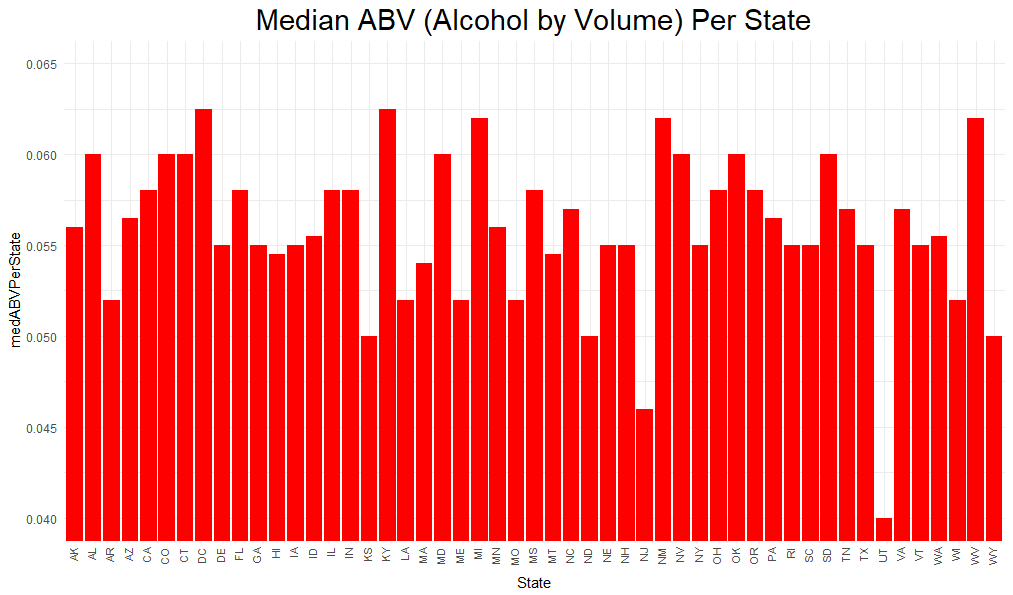 Median ABV (Alcohol by Volume) Per State
medABVPerState
0.065
0.060
0.055
0.050
0.045
0.040
AK AL AR AZ CA CO CT DC DE FL GA HI IA ID IL IN KS KY LA MA MD ME MI MN MO MS MT NC ND NE NH NJ NM NV NY OH OK OR PA RI SC SD TN TX UT VA VT WA WI WV WY
State